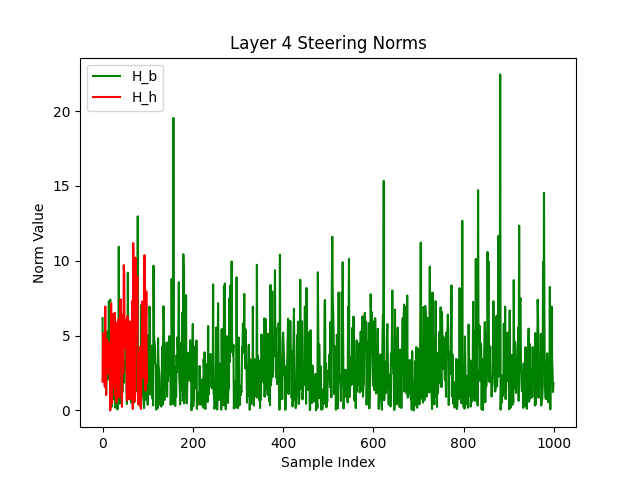 Layer 4 Steering Norms
H_b
H_h
Norm Value
20
15
10
5
0
0 200 400 600 800 1000
Sample Index